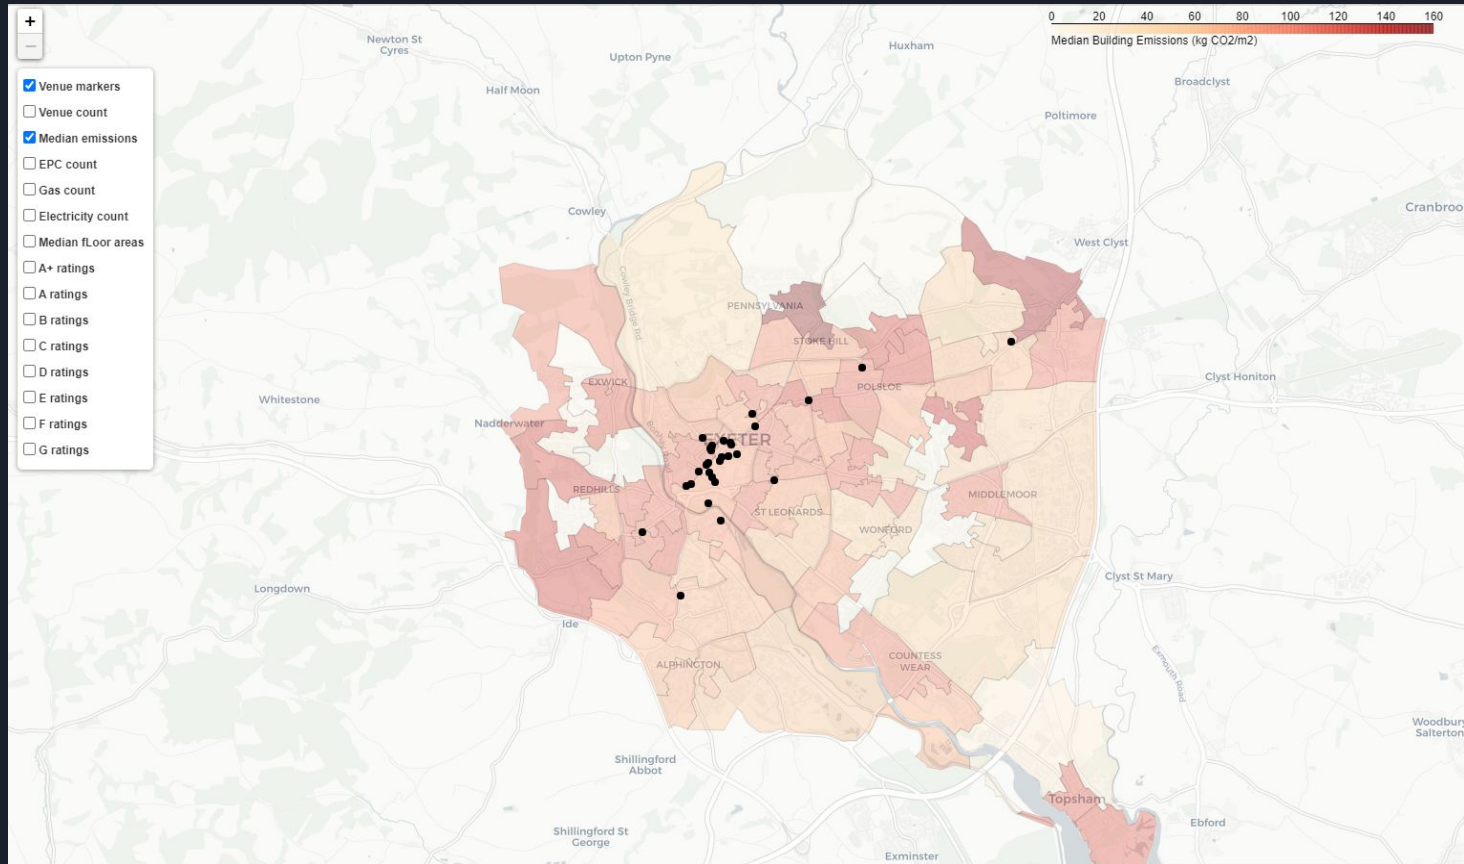 +
−
Venue markers
Venue count
Median emissions
EPC count
Gas count
Electricity count
Median fLoor areas
A+ ratings
A ratings
B ratings
C ratings
D ratings
E ratings
F ratings
G ratings
0 20 40 60 80 100 120 140 160
Median Building Emissions (kg CO2/m2)
Newton St
Cyres
Upton Pyne
Huxham
Half Moon
Broadclyst
Poltimore
Cowley
Cranbroo
West Clyst
Cowley Bridge Rd
PENNSYLVANIA
STOKE HILL
EXWICK
POLSLOE
Clyst Honiton
Whitestone
Nadderwater
EXETER
REDHILLS
MIDDLEMOOR
ST LEONARDS
WONFORD
Longdown
Clyst St Mary
Ide
ALPHINGTON
COUNTESS
WEAR
Exmouth Road
Woodbury
Salterton
Shillingford
Abbot
Topsham
Ebford
Shillingford St
George
Exminster